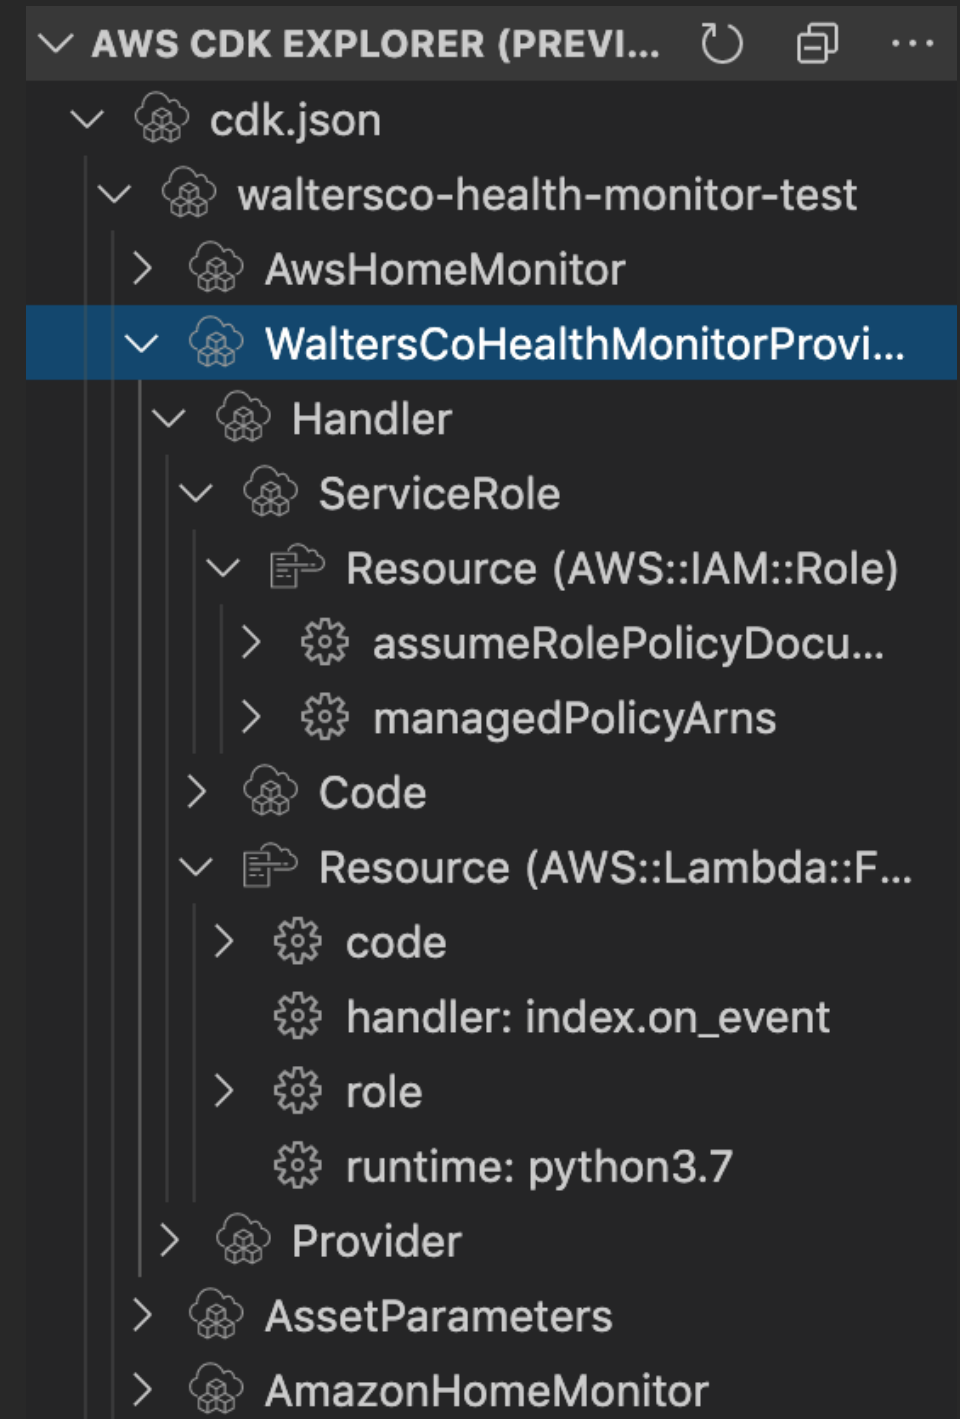 AWS CDK EXPLORER (PREVI...
cdk.json
waltersco-health-monitor-test
AwsHomeMonitor
WaltersCoHealthMonitorProvi...
Handler
ServiceRole
Resource (AWS::IAM::Role)
assumeRolePolicyDocu...
managedPolicyArns
Code
Resource (AWS::Lambda::F...
code
handler: index.on_event
role
runtime: python3.7
Provider
AssetParameters
AmazonHomeMonitor